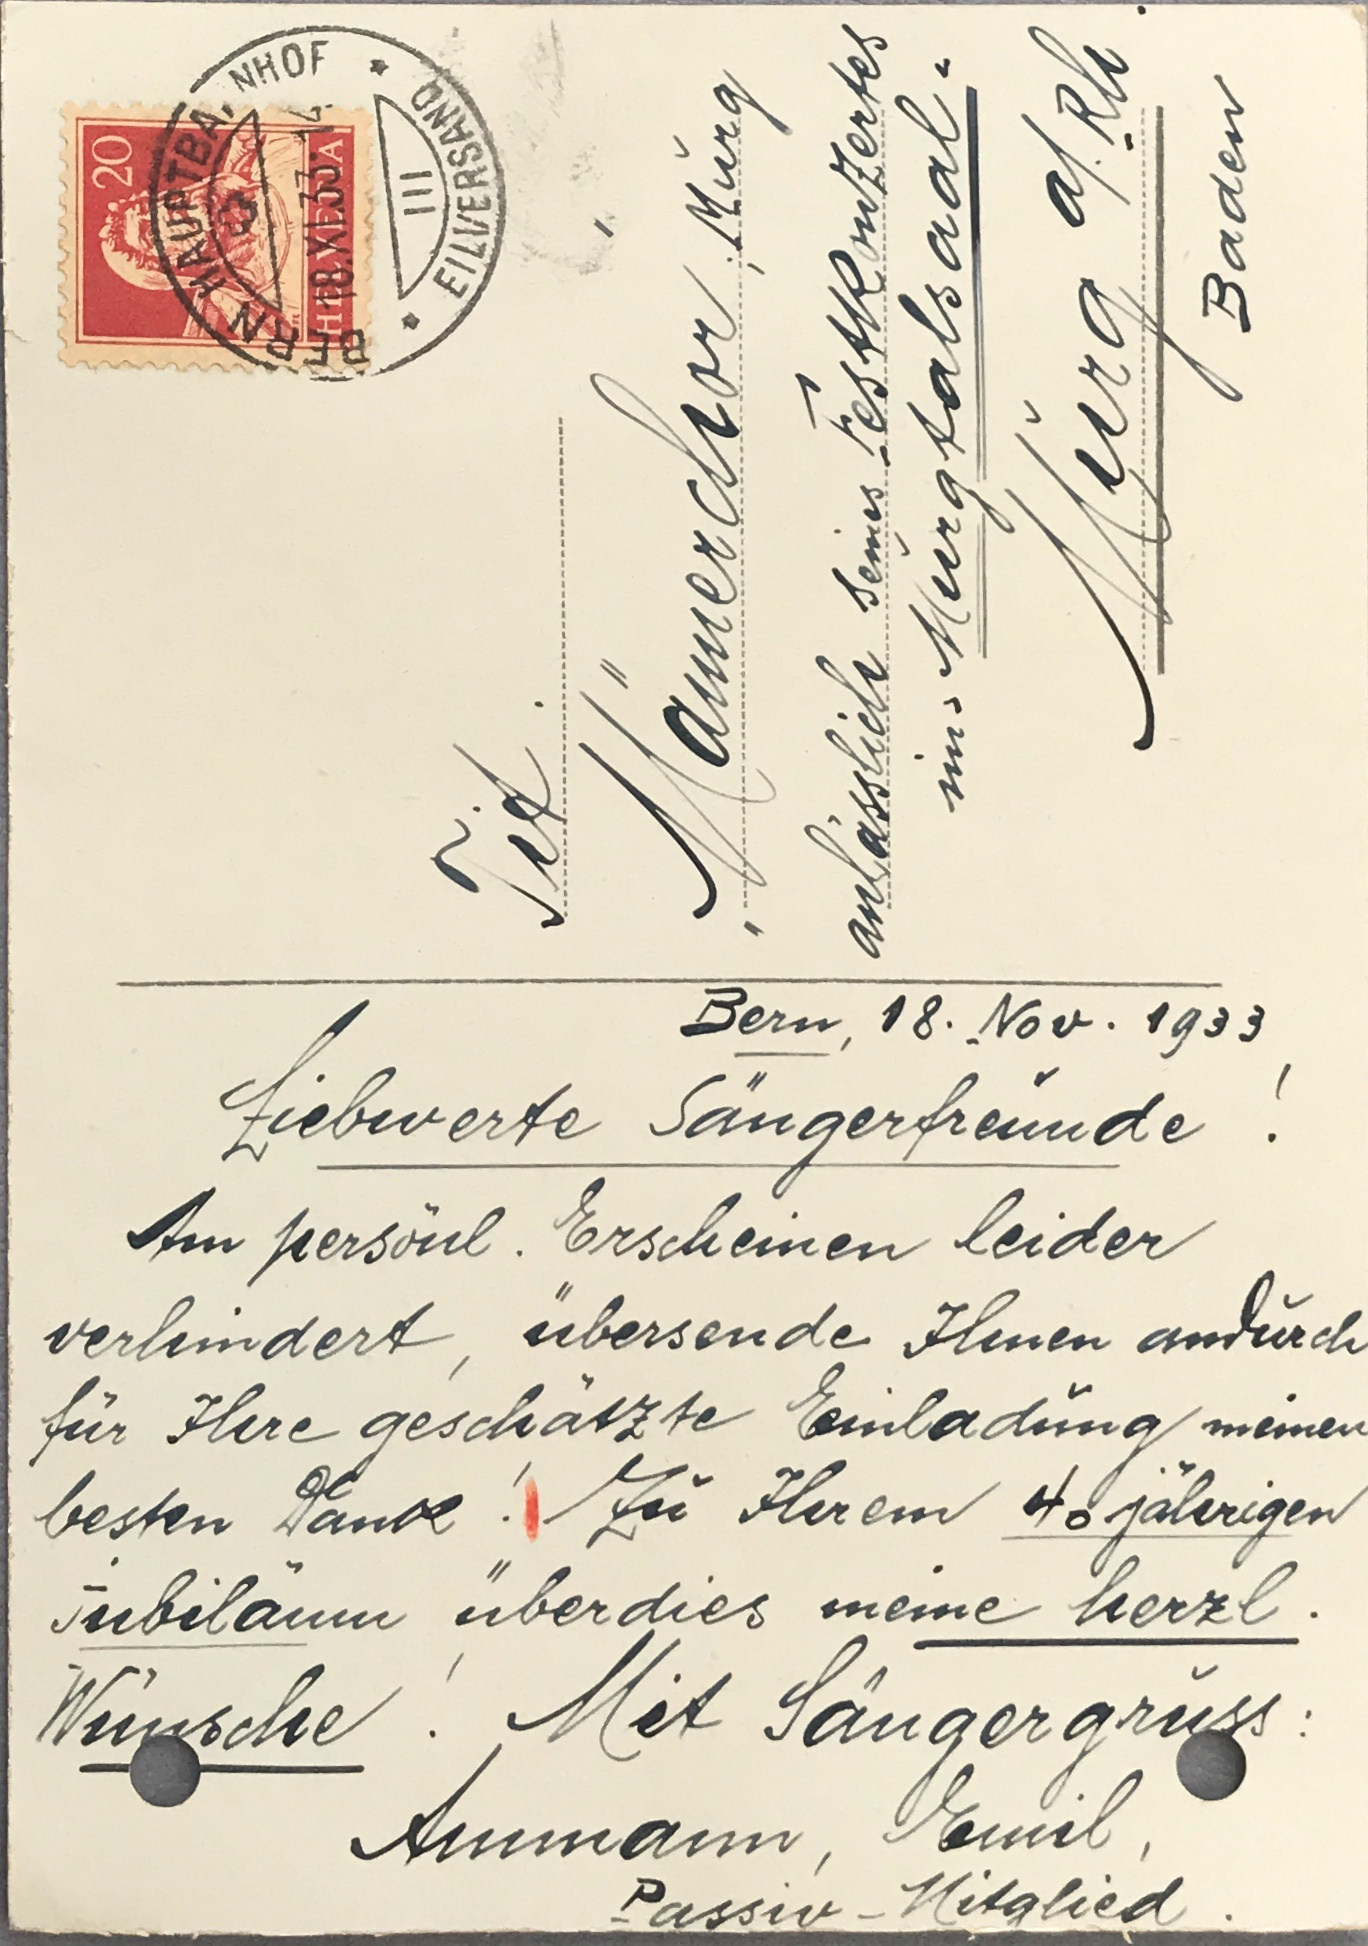 20
HELVETIA
BERN HAUPTBAHNHOF
18.XI.33. 14
III
EILVERSAND
Tit.
"Männerchor, Murg"
anlässlich seines Festkonzertes
im "Murgtalsaal".
Murg a/. Rh.
Baden
Bern, 18. Nov. 1933
Liebwerte Sängerfreunde!
Am persönl. Erscheinen leider
verhindert, übersende Ihnen andurch
für Ihre geschätzte Einladung meinen
besten Dank! Zu Ihrem 40 jährigen
Jubiläum überdies meine herzl.
Wünsche! Mit Sängergruss:
Ammann, Emil,
Passiv-Mitglied.